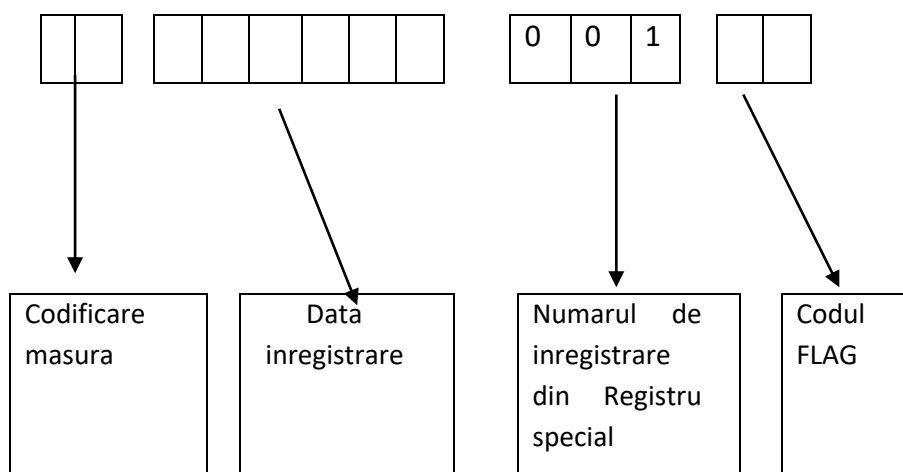 0 0 1
Codificare
masura
Data
inregistrare
Numarul de
inregistrare
din Registru
special
Codul
FLAG